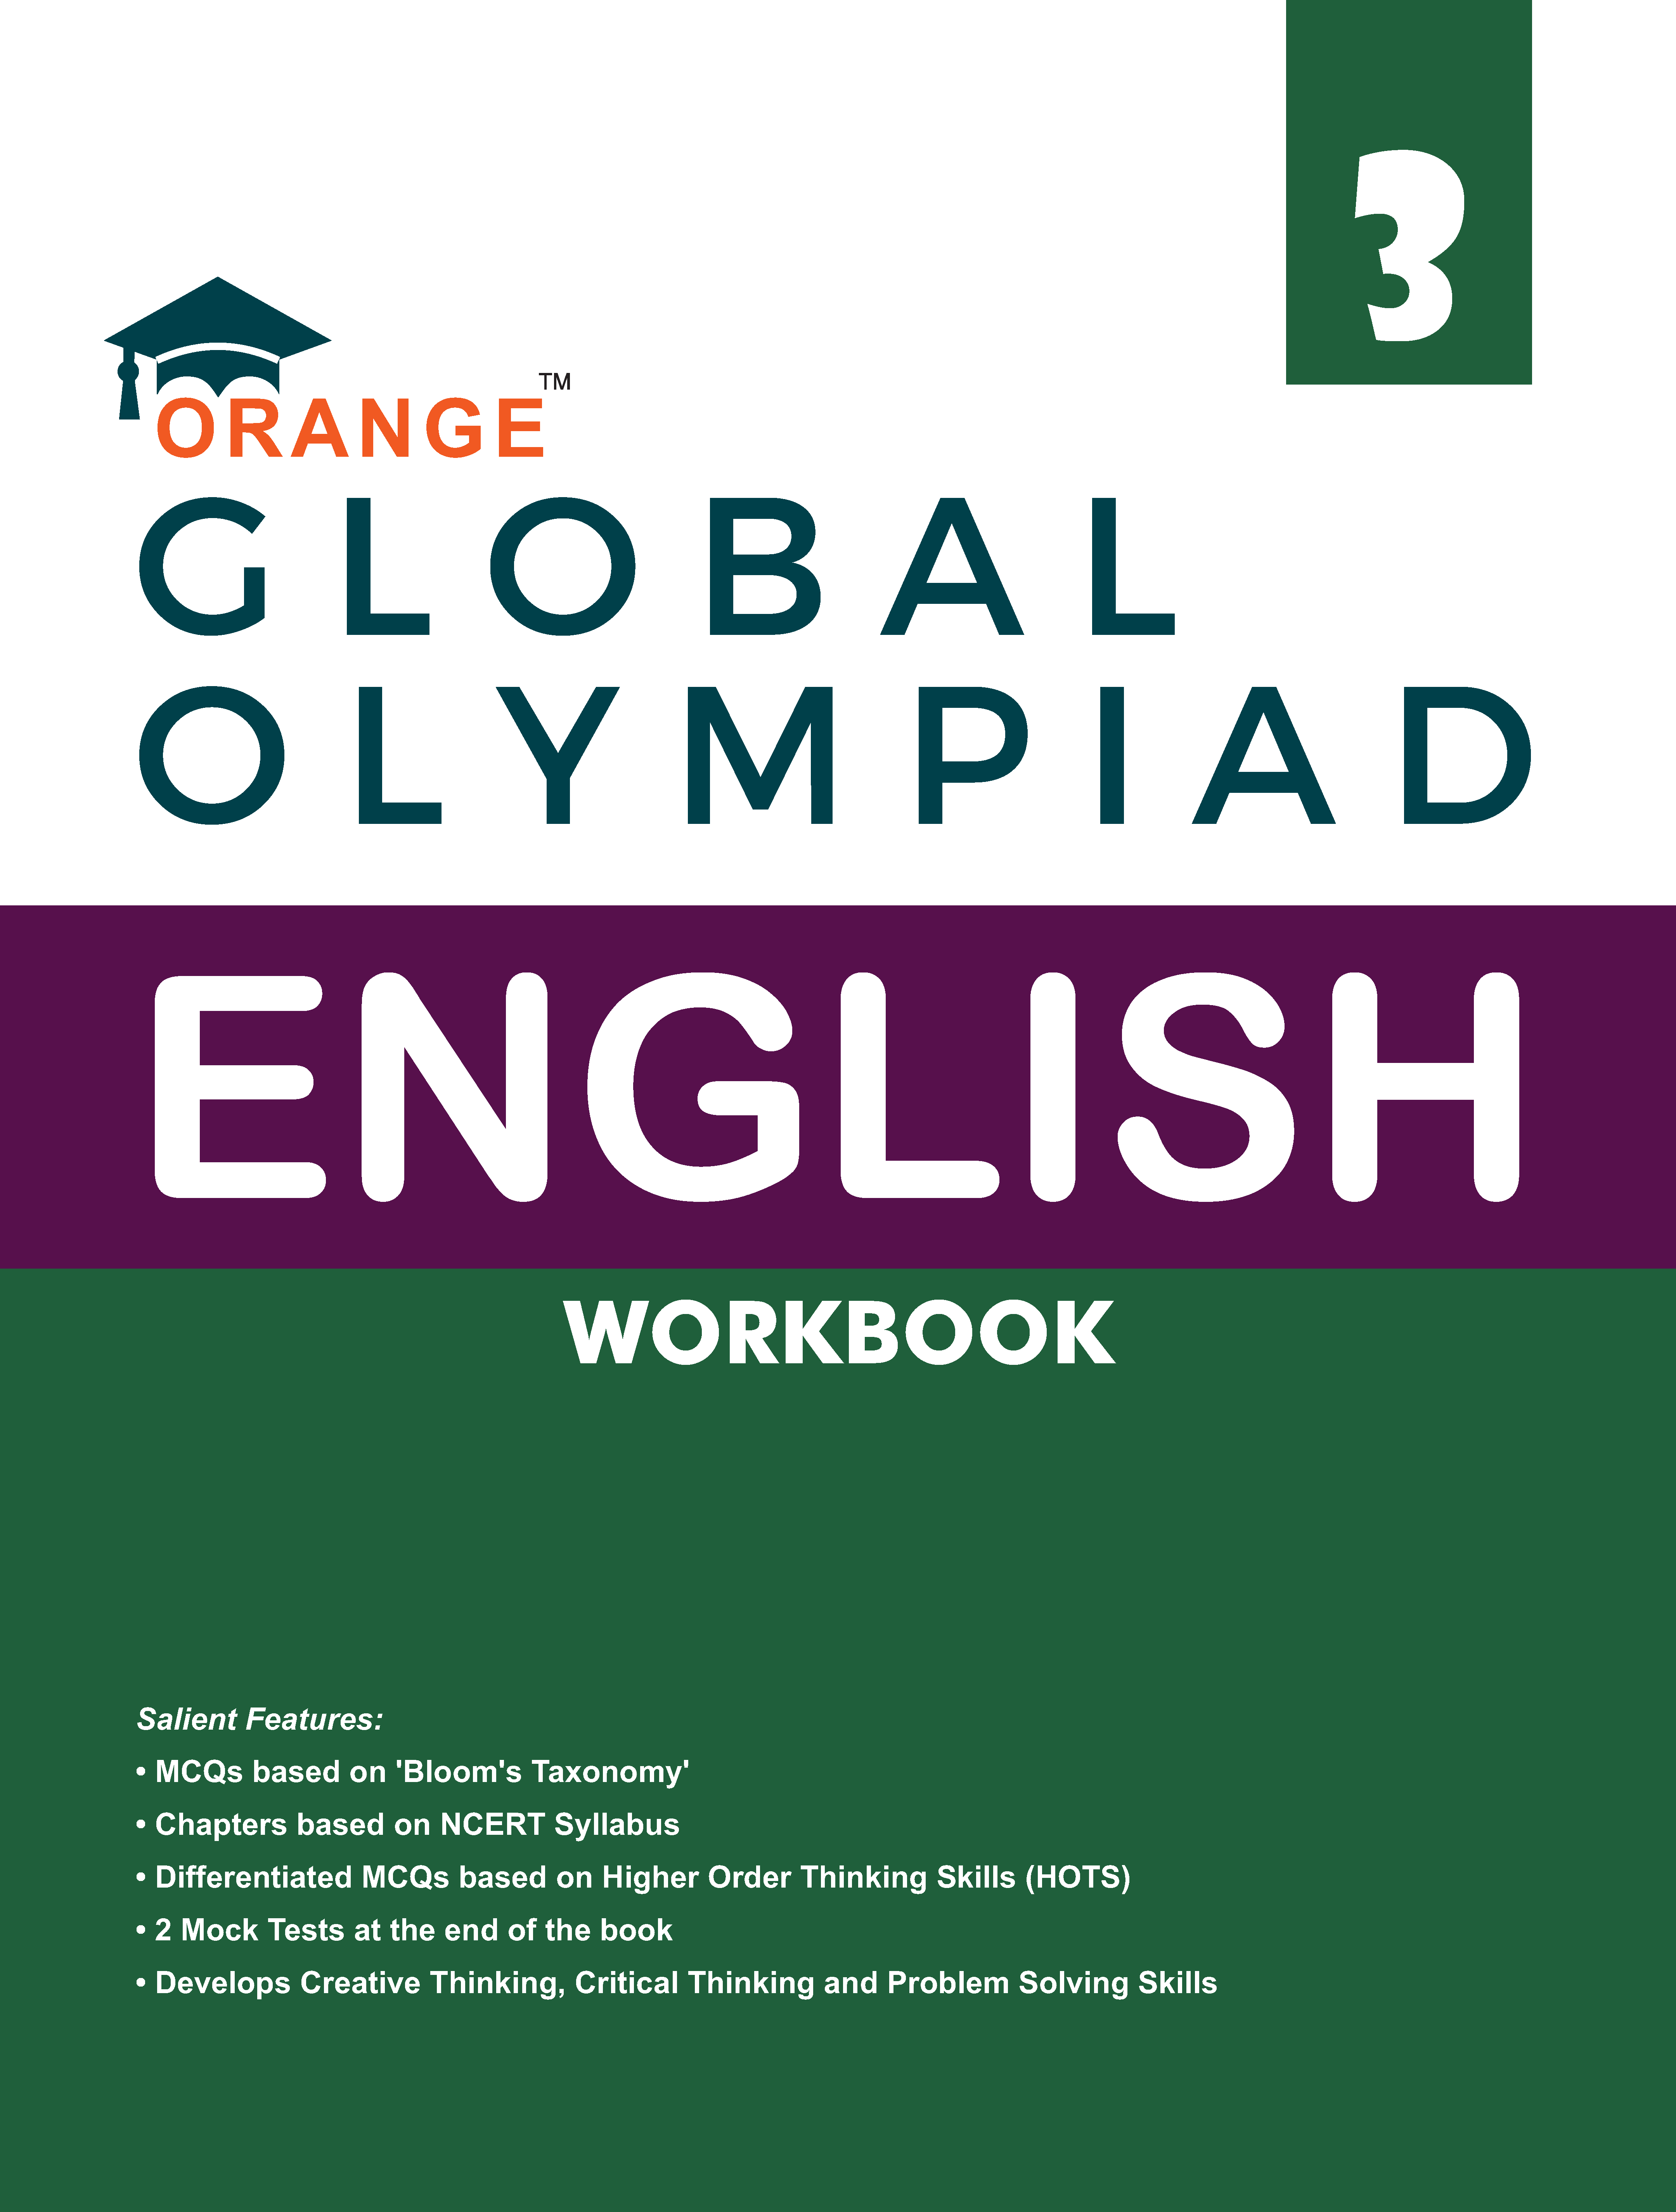 3
ORANGE™
GLOBAL
OLYMPIAD
ENGLISH
WORKBOOK
Salient Features:
• MCQs based on 'Bloom's Taxonomy'
• Chapters based on NCERT Syllabus
• Differentiated MCQs based on Higher Order Thinking Skills (HOTS)
• 2 Mock Tests at the end of the book
• Develops Creative Thinking, Critical Thinking and Problem Solving Skills